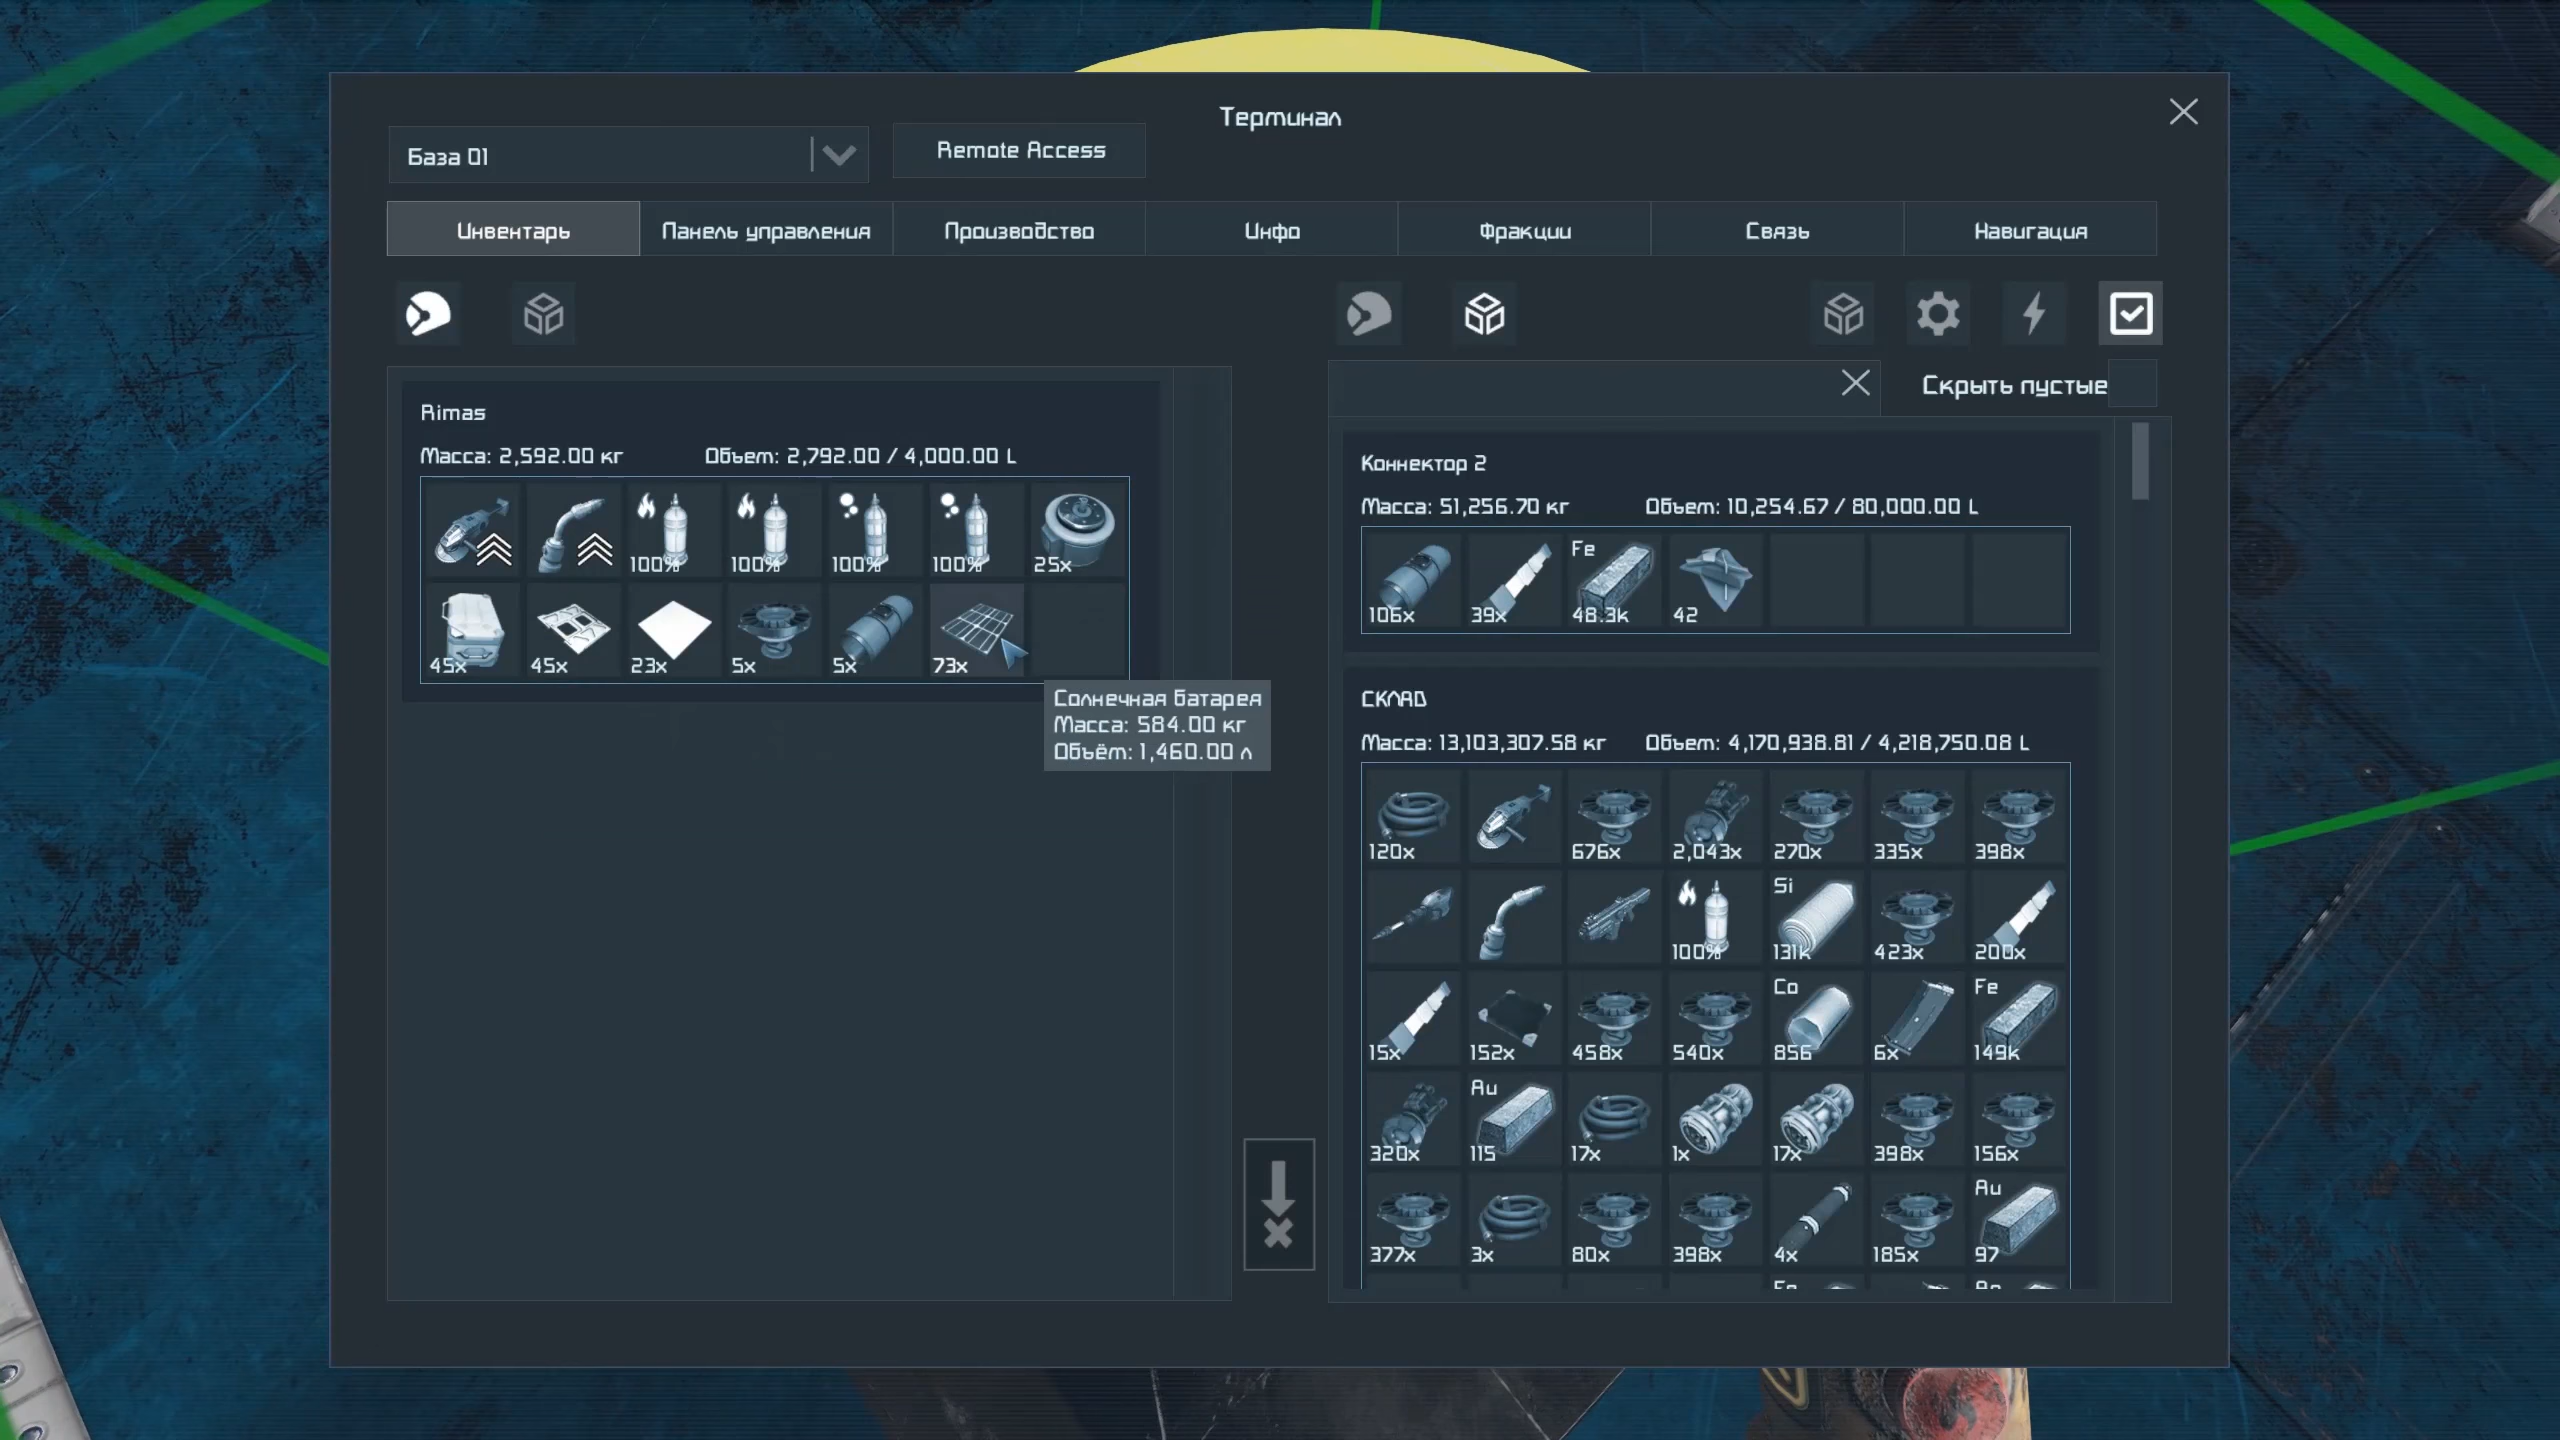 Терминал
База 01
Remote Access
Инвентарь
Панель управления
Производство
Инфо
Фракции
Связь
Навигация
Скрыть пустые
Rimas
Масса: 2,592.00 кг
Объем: 2,792.00 / 4,000.00 L
100%
100%
100%
100%
25x
45x
45x
23x
5x
5x
73x
Солнечная батарея
Масса: 584.00 кг
Объём: 1,460.00 л
Коннектор 2
Масса: 51,256.70 кг
Объем: 10,254.67 / 80,000.00 L
106x
39x
Fe
48.3k
42
СКЛАД
Масса: 13,103,307.58 кг
Объем: 4,170,938.81 / 4,218,750.08 L
120x
676x
2,043x
270x
335x
398x
100%
Si
131k
423x
200x
15x
152x
458x
540x
Co
856
6x
Fe
149k
320x
Au
115
17x
1x
17x
398x
156x
377x
3x
80x
398x
4x
185x
Au
97